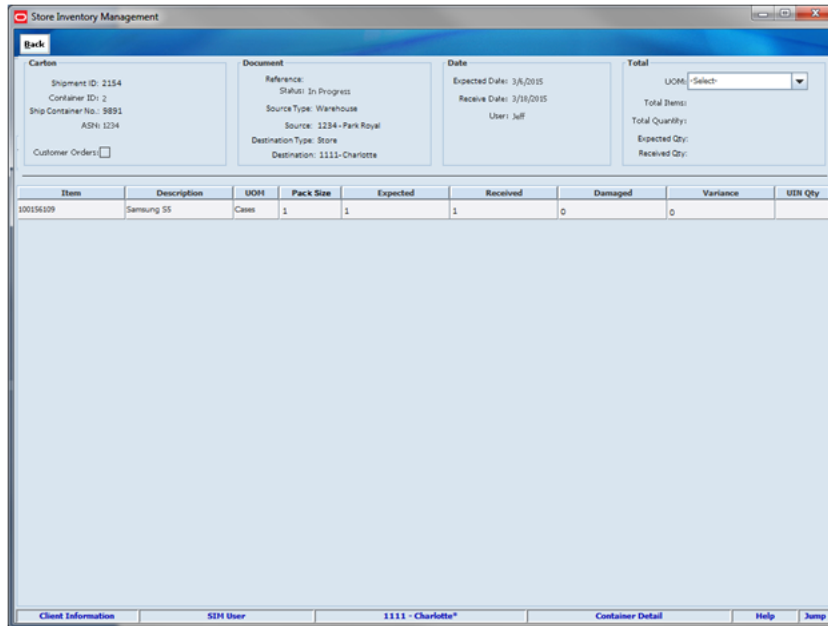 Store Inventory Management
Back
Carton
Shipment ID: 2154
Container ID: 2
Ship Container No.: 9891
ASN: 1234
Customer Orders:
Document
Reference:
Status: In Progress
Source Type: Warehouse
Source: 1234-Park Royal
Destination Type: Store
Destination: 1111-Charlotte
Date
Expected Date: 3/6/2015
Receive Date: 3/10/2015
User: Jeff
Total
UOM: -Select-
Total Items:
Total Quantity:
Expected Qty:
Received Qty:
Item Description UOM Pack Size Expected Received Damaged Variance UIN Qty
100156109 Samsung S5 Cases 1 1 1 0 0
Client Information SIM User 1111 - Charlotte* Container Detail Help Jump